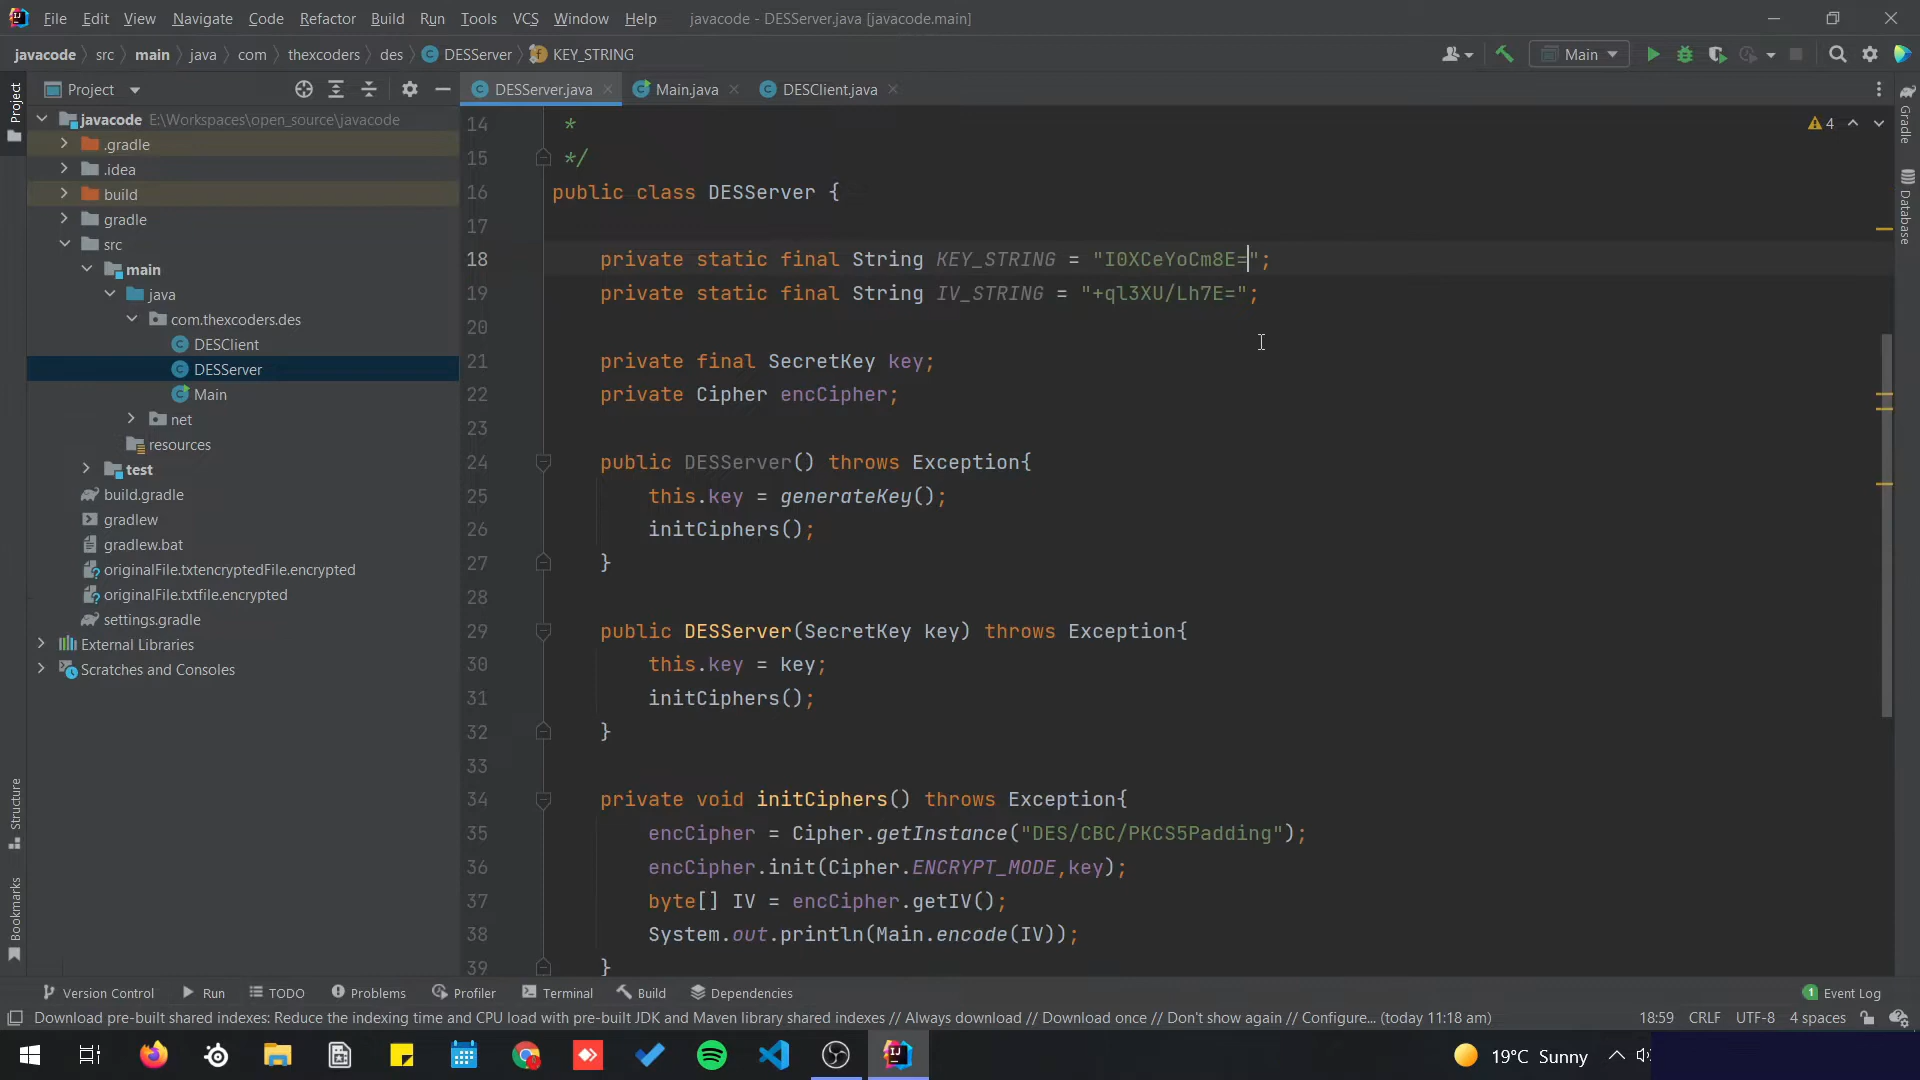 File Edit View Navigate Code Refactor Build Run Tools VCS Window Help javacode - DESServer.java [javacode.main]
javacode src main java com thexcoders des DESServer KEY_STRING Main
Project DESServer.java Main.java DESClient.java
Project
Structure
Bookmarks
javacode E:\Workspaces\open_source\javacode
.gradle
.idea
build
gradle
src
main
java
com.thexcoders.des
DESClient
DESServer
Main
net
resources
test
build.gradle
gradlew
gradlew.bat
originalFile.txtencryptedFile.encrypted
originalFile.txtfile.encrypted
settings.gradle
External Libraries
Scratches and Consoles
14 *
15 */
16 public class DESServer {
17
18 private static final String KEY_STRING = "I0XCeYoCm8E=";
19 private static final String IV_STRING = "+ql3XU/Lh7E=";
20
21 private final SecretKey key;
22 private Cipher encCipher;
23
24 public DESServer() throws Exception{
25 this.key = generateKey();
26 initCiphers();
27 }
28
29 public DESServer(SecretKey key) throws Exception{
30 this.key = key;
31 initCiphers();
32 }
33
34 private void initCiphers() throws Exception{
35 encCipher = Cipher.getInstance("DES/CBC/PKCS5Padding");
36 encCipher.init(Cipher.ENCRYPT_MODE,key);
37 byte[] IV = encCipher.getIV();
38 System.out.println(Main.encode(IV));
39 }
4
Gradle
Database
Version Control Run TODO Problems Profiler Terminal Build Dependencies 1 Event Log
Download pre-built shared indexes: Reduce the indexing time and CPU load with pre-built JDK and Maven library shared indexes // Always download // Download once // Don't show again // Configure... (today 11:18 am) 18:59 CRLF UTF-8 4 spaces
19°C Sunny